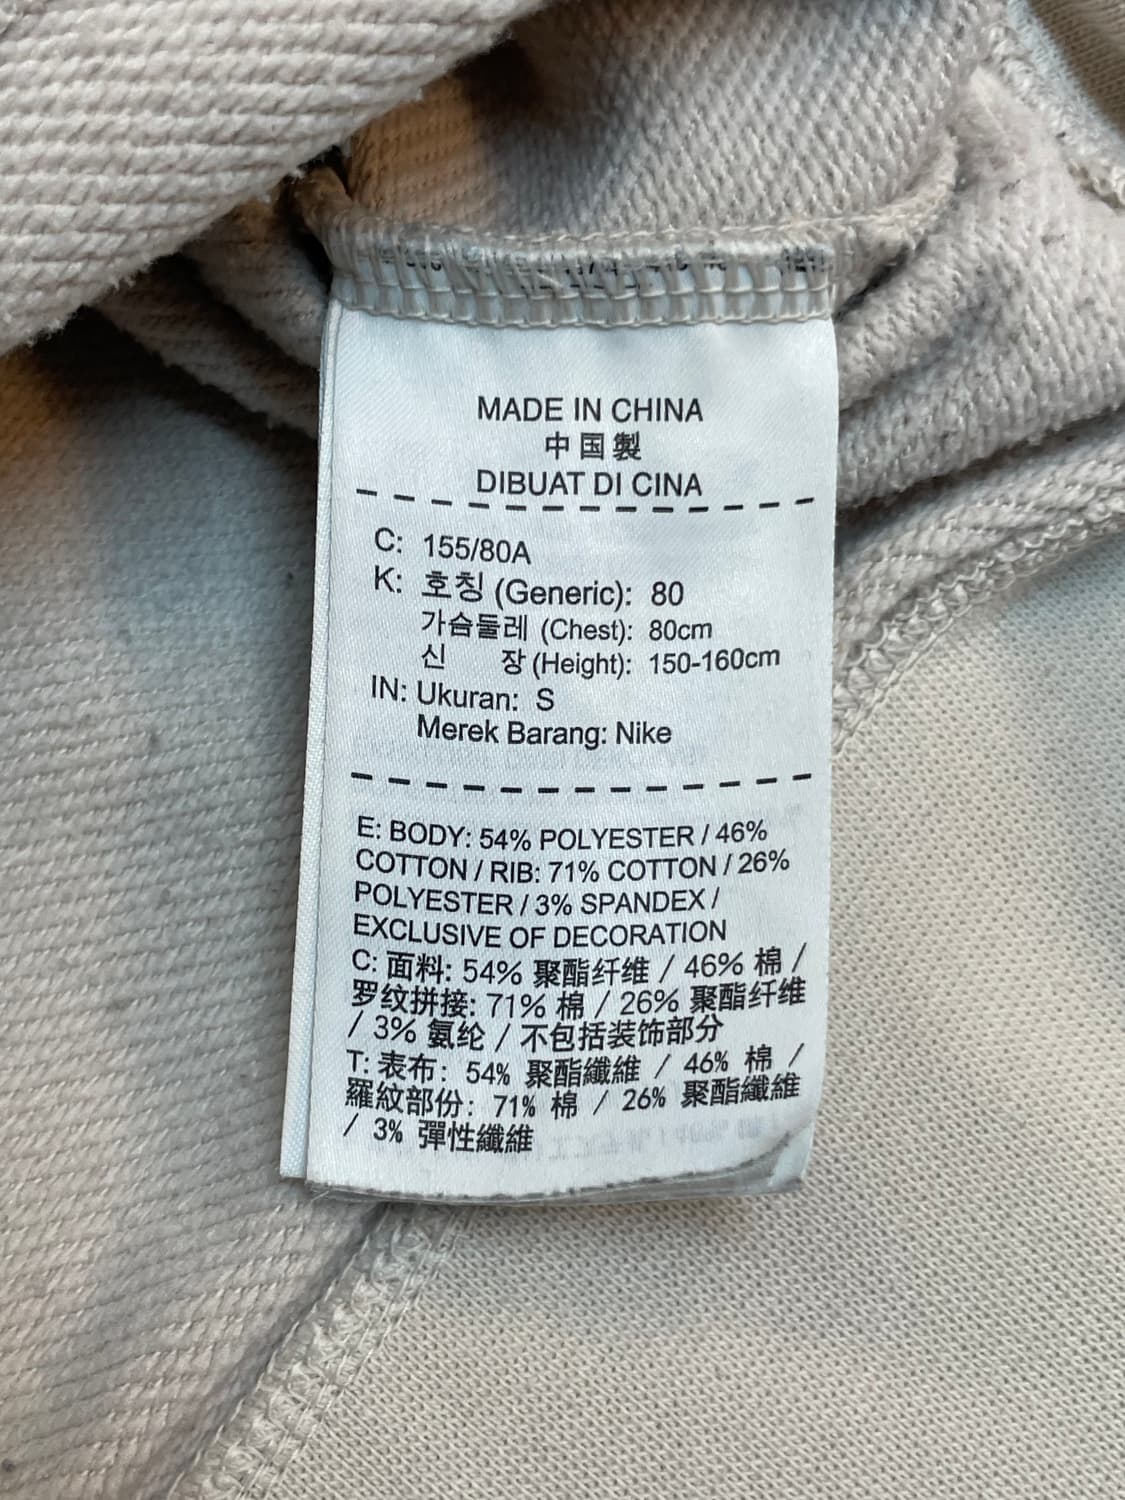 MADE IN CHINA
中国製
DIBUAT DI CINA
C: 155/80A
K: 호칭 (Generic): 80
가슴둘레 (Chest): 80cm
신 장 (Height): 150-160cm
IN: Ukuran: S
Merek Barang: Nike
E: BODY: 54% POLYESTER / 46%
COTTON / RIB: 71% COTTON / 26%
POLYESTER / 3% SPANDEX /
EXCLUSIVE OF DECORATION
C: 面料: 54% 聚酯纤维 / 46% 棉 /
罗纹拼接: 71% 棉 / 26% 聚酯纤维
/ 3% 氨纶 / 不包括装饰部分
T: 表布: 54% 聚酯纖維 / 46% 棉 /
羅紋部份: 71% 棉 / 26% 聚酯纖維
/ 3% 彈性纖維